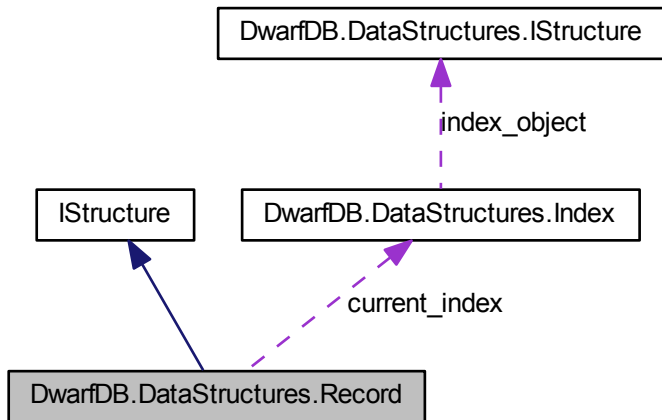 DwarfDB.DataStructures.IStructure
index_object
IStructure
DwarfDB.DataStructures.Index
current_index
DwarfDB.DataStructures.Record